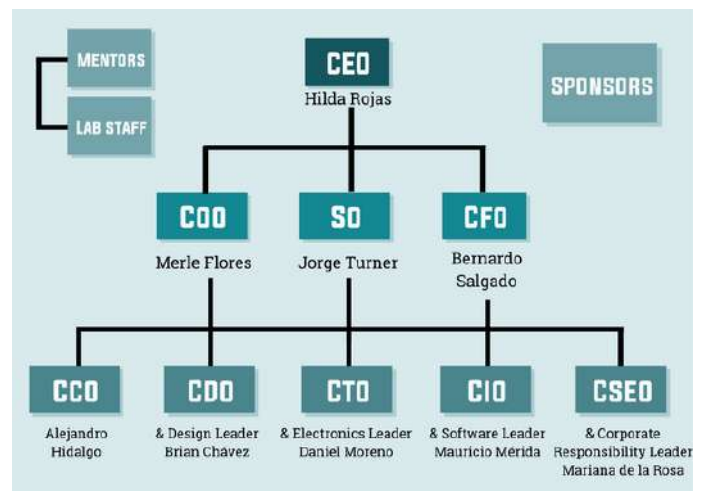 MENTORS
LAB STAFF
CEO
Hilda Rojas
SPONSORS
COO
Merle Flores
SO
Jorge Turner
CFO
Bernardo
Salgado
CCO
Alejandro
Hidalgo
CDO
& Design Leader
Brian Chávez
CTO
& Electronics Leader
Daniel Moreno
CIO
& Software Leader
Mauricio Mérida
CSEO
& Corporate
Responsibility Leader
Mariana de la Rosa